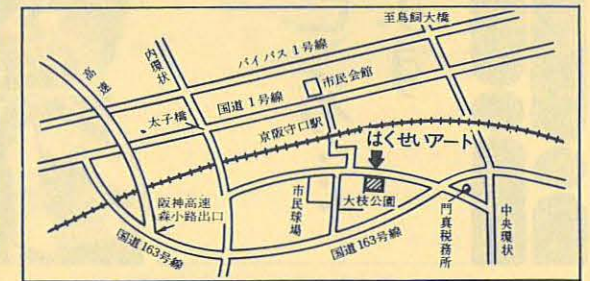 至鳥飼大橋
内環状
高速
バイパス1号線
市民会館
国道1号線
太子橋
京阪守口駅
はくせいアート
阪神高速
森小路出口
市民球場
大枝公園
国道163号線
国道163号線
門真税務所
中央環状